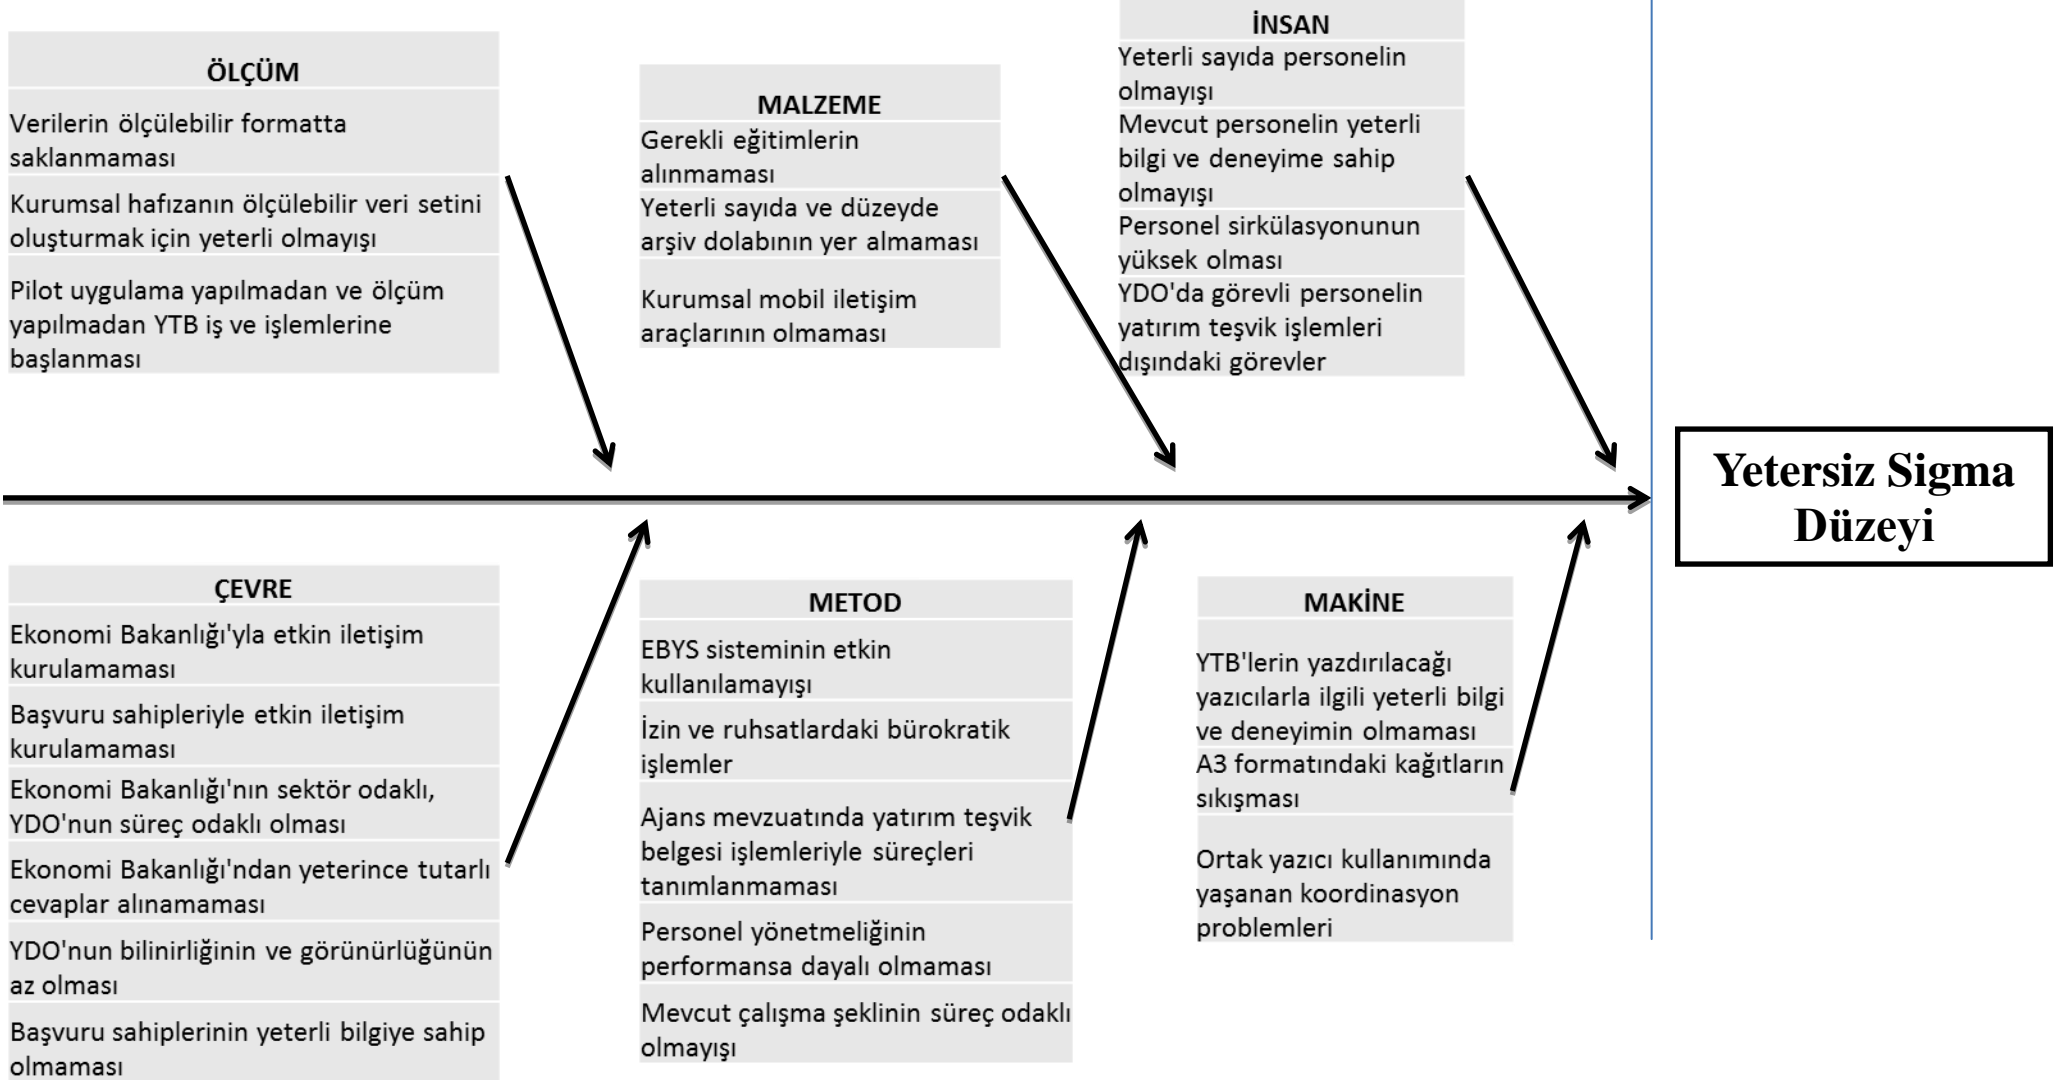 ÖLÇÜM
Verilerin ölçülebilir formatta
saklanmaması
Kurumsal hafızanın ölçülebilir veri setini
oluşturmak için yeterli olmayışı
Pilot uygulama yapılmadan ve ölçüm
yapılmadan YTB iş ve işlemlerine
başlanması
MALZEME
Gerekli eğitimlerin
alınmaması
Yeterli sayıda ve düzeyde
arşiv dolabının yer almaması
Kurumsal mobil iletişim
araçlarının olmaması
İNSAN
Yeterli sayıda personelin
olmayışı
Mevcut personelin yeterli
bilgi ve deneyime sahip
olmayışı
Personel sirkülasyonunun
yüksek olması
YDO'da görevli personelin
yatırım teşvik işlemleri
dışındaki görevler
Yetersiz Sigma
Düzeyi
ÇEVRE
Ekonomi Bakanlığı'yla etkin iletişim
kurulamaması
Başvuru sahipleriyle etkin iletişim
kurulamaması
Ekonomi Bakanlığı'nın sektör odaklı,
YDO'nun süreç odaklı olması
Ekonomi Bakanlığı'ndan yeterince tutarlı
cevaplar alınamaması
YDO'nun bilinirliğinin ve görünürlüğünün
az olması
Başvuru sahiplerinin yeterli bilgiye sahip
olmaması
METOD
EBYS sisteminin etkin
kullanılamayışı
İzin ve ruhsatlardaki bürokratik
işlemler
Ajans mevzuatında yatırım teşvik
belgesi işlemleriyle süreçleri
tanımlanmaması
Personel yönetmeliğinin
performansa dayalı olmaması
Mevcut çalışma şeklinin süreç odaklı
olmayışı
MAKİNE
YTB'lerin yazdırılacağı
yazıcılarla ilgili yeterli bilgi
ve deneyimin olmaması
A3 formatındaki kağıtların
sıkışması
Ortak yazıcı kullanımında
yaşanan koordinasyon
problemleri